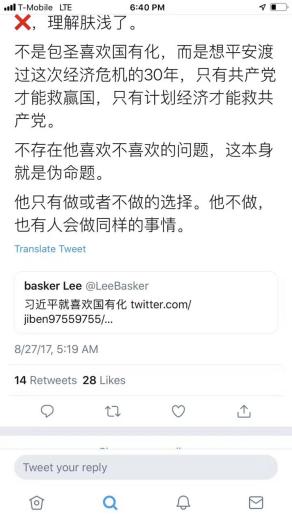 T-Mobile LTE 6:40 PM
❌，理解肤浅了。
不是包圣喜欢国有化，而是想平安渡
过这次经济危机的30年，只有共产党
才能救赢国，只有计划经济才能救共
产党。
不存在他喜欢不喜欢的问题，这本身
就是伪命题。
他只有做或者不做的选择。他不做，
也有人会做同样的事情。
Translate Tweet
basker Lee @LeeBasker
习近平就喜欢国有化 twitter.com/
jiben97559755/...
8/27/17, 5:19 AM
14 Retweets 28 Likes
Tweet your reply